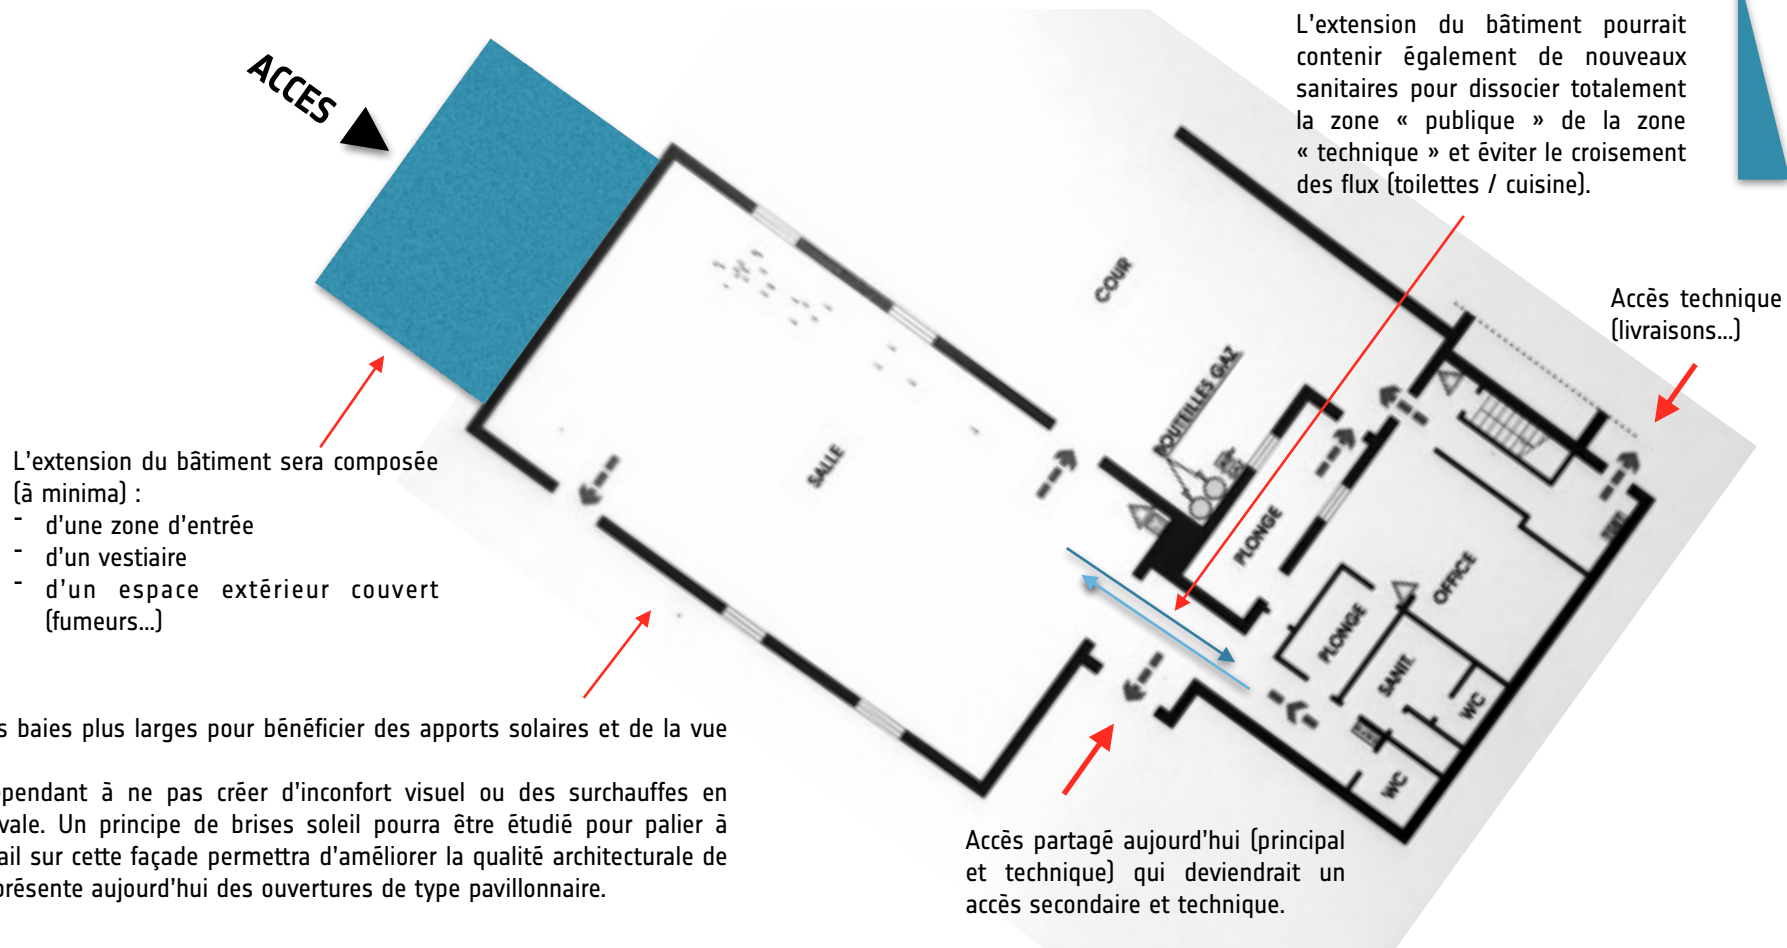 L'extension du bâtiment pourrait
contenir également de nouveaux
sanitaires pour dissocier totalement
la zone « publique » de la zone
« technique » et éviter le croisement
des flux (toilettes / cuisine).
ACCES
Accès technique
(livraisons...)
COUR
BOUTEILLES GAZ
SALLE
L'extension du bâtiment sera composée
(à minima) :
- d'une zone d'entrée
- d'un vestiaire
- d'un espace extérieur couvert
(fumeurs...)
PLONGE
OFFICE
PLONGE
SANIT.
WC
WC
baies plus larges pour bénéficier des apports solaires et de la vue
à ne pas créer d'inconfort visuel ou des surchauffes en
Un principe de brises soleil pourra être étudié pour palier à
sur cette façade permettra d'améliorer la qualité architecturale de
présente aujourd'hui des ouvertures de type pavillonnaire.
Accès partagé aujourd'hui (principal
et technique) qui deviendrait un
accès secondaire et technique.